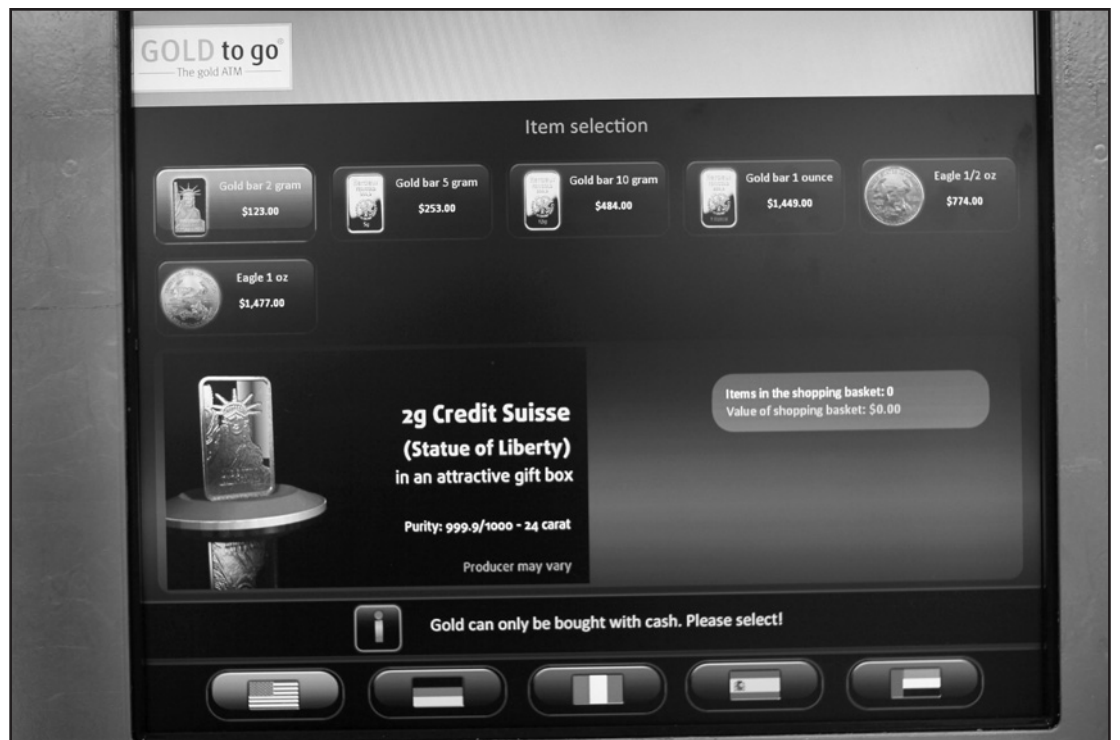 GOLD to go®
The gold ATM
Item selection
Gold bar 2 gram
$123.00
Gold bar 5 gram
$253.00
Gold bar 10 gram
$484.00
Gold bar 1 ounce
$1,449.00
Eagle 1/2 oz
$774.00
Eagle 1 oz
$1,477.00
2g Credit Suisse
(Statue of Liberty)
in an attractive gift box
Purity: 999.9/1000 - 24 carat
Producer may vary
Items in the shopping basket: 0
Value of shopping basket: $0.00
i
Gold can only be bought with cash. Please select!